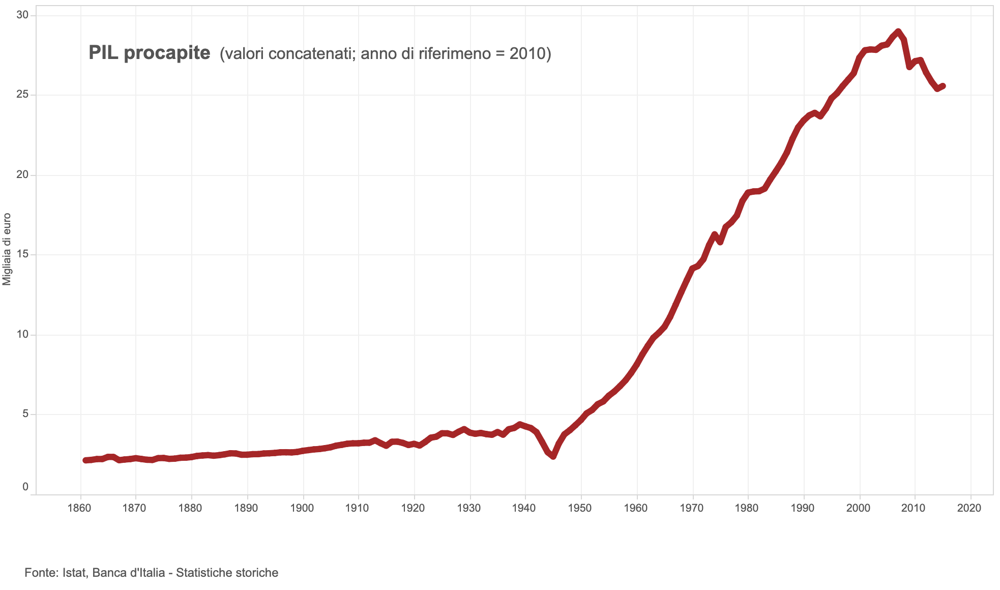 30
PIL procapite (valori concatenati; anno di riferimeno = 2010)
25
20
Migliaia di euro
15
10
5
0
1860 1870 1880 1890 1900 1910 1920 1930 1940 1950 1960 1970 1980 1990 2000 2010 2020
Fonte: Istat, Banca d'Italia - Statistiche storiche